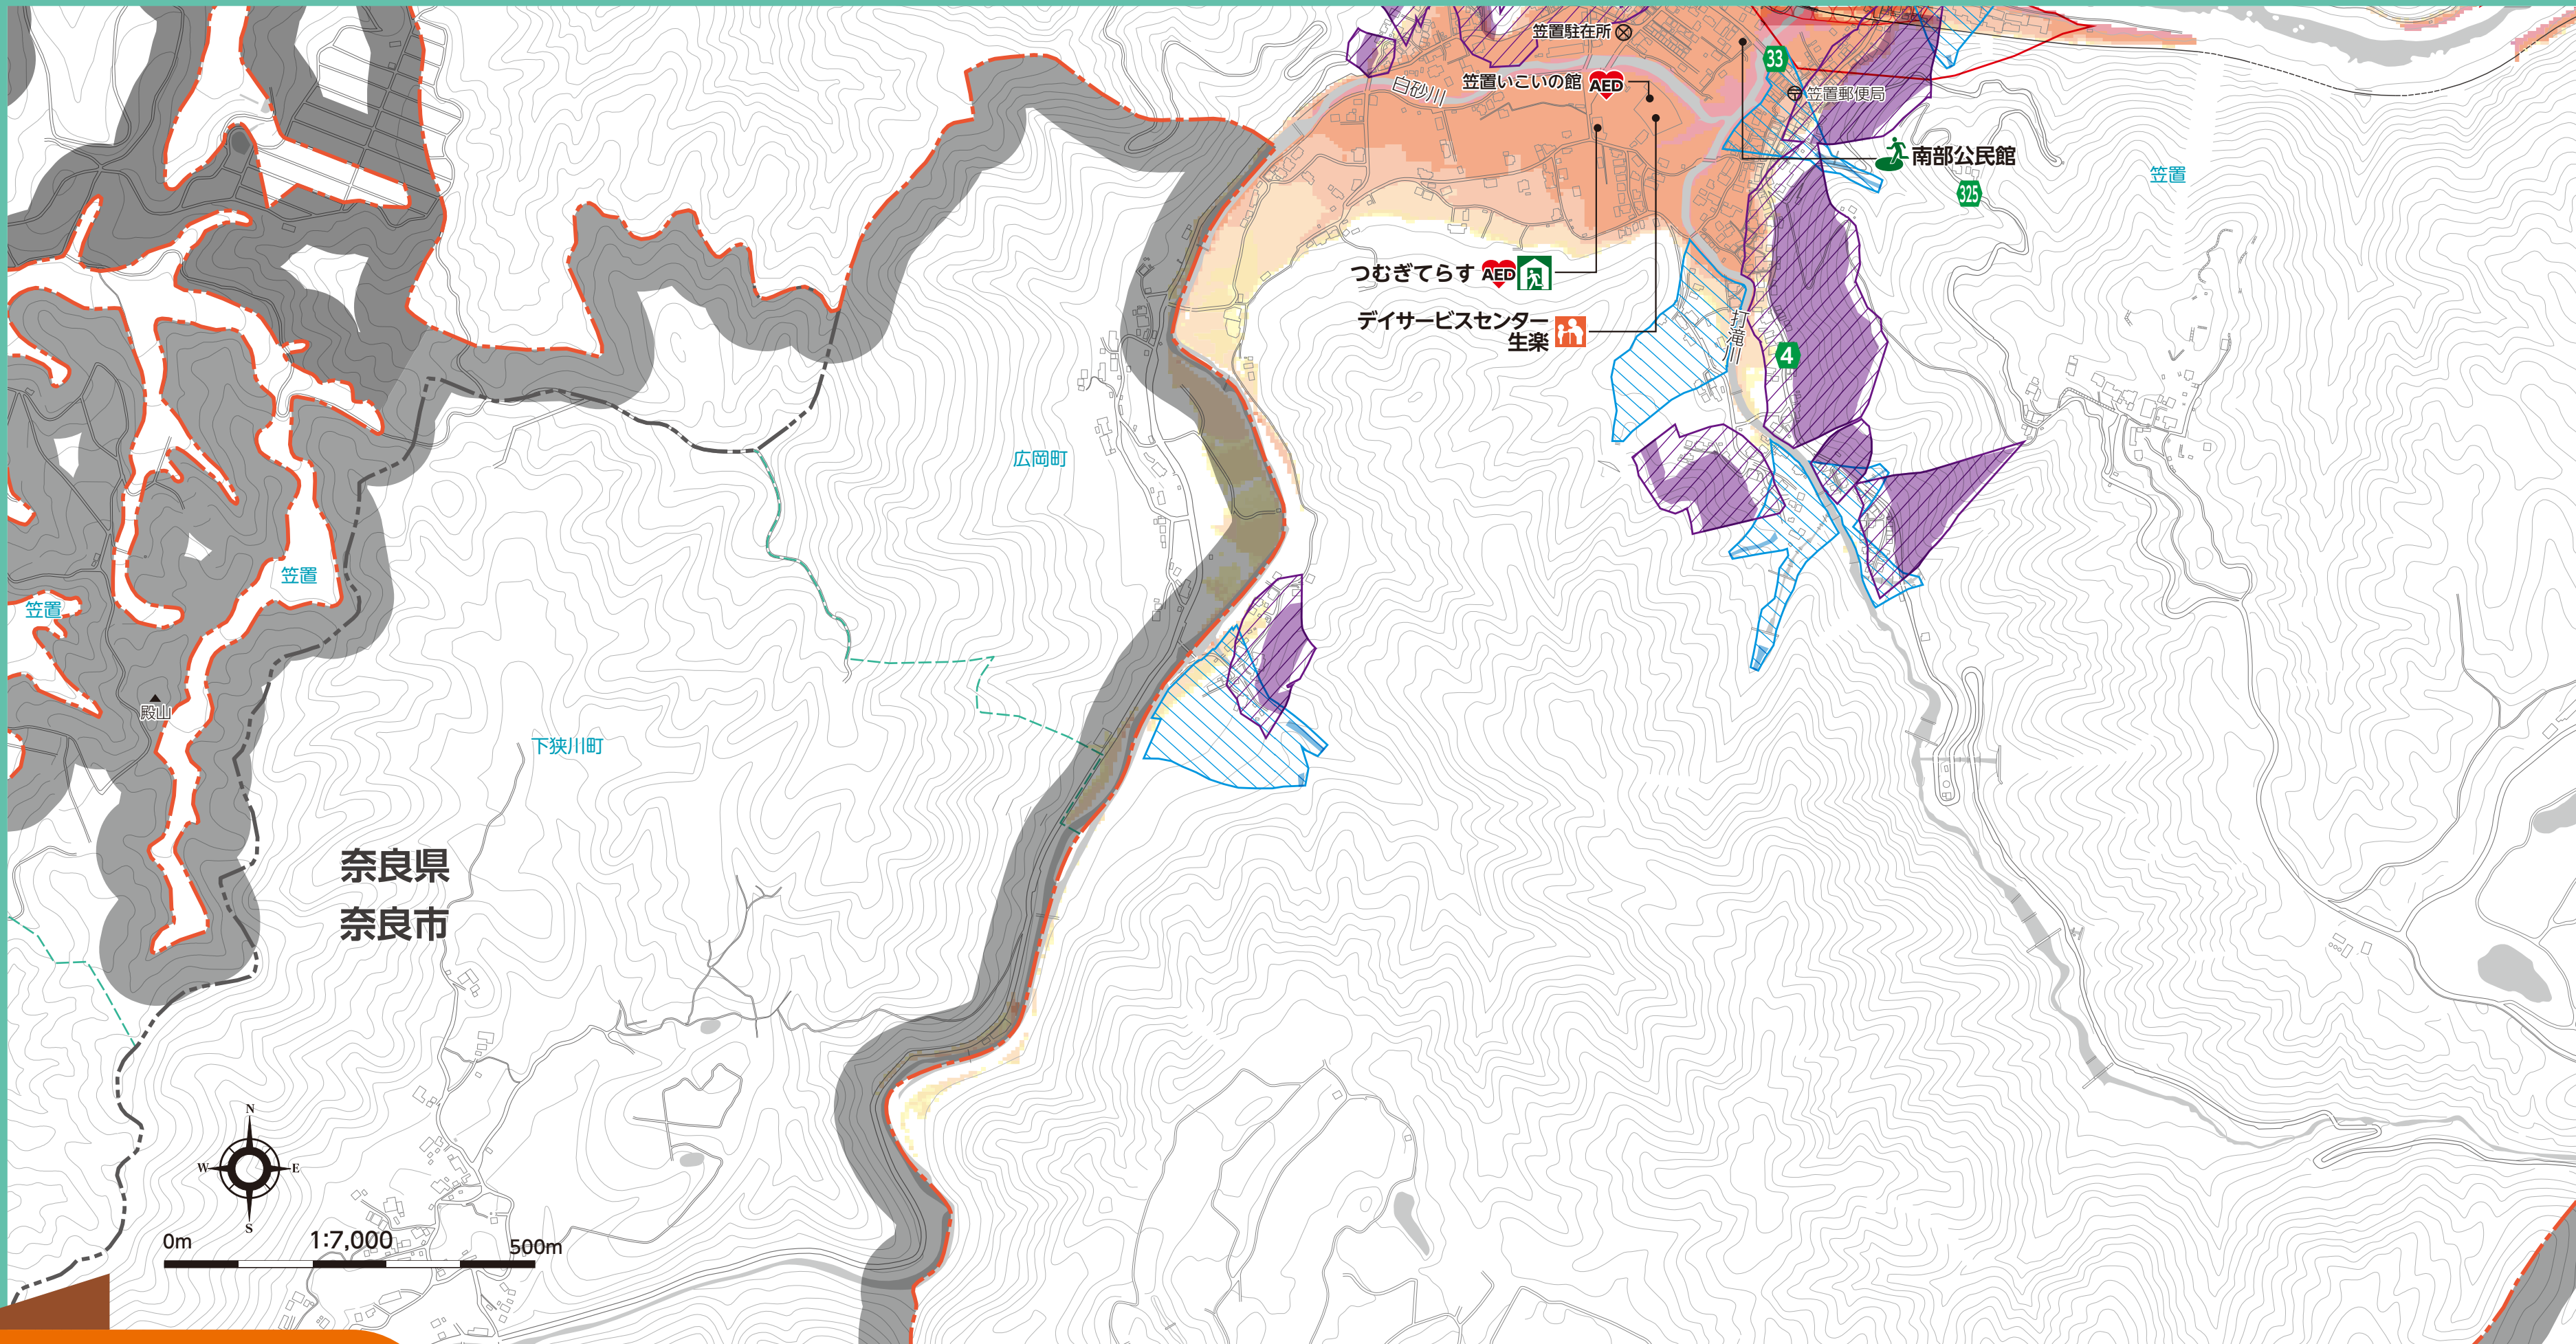 笠置駐在所
33
白砂川
笠置いこいの館 AED
笠置郵便局
南部公民館
325
笠置
つむぎてらす AED
デイサービスセンター
生楽
打滝川
4
広岡町
笠置
笠置
殿山
下狭川町
奈良県
奈良市
N
W
E
S
0m
1:7,000
500m